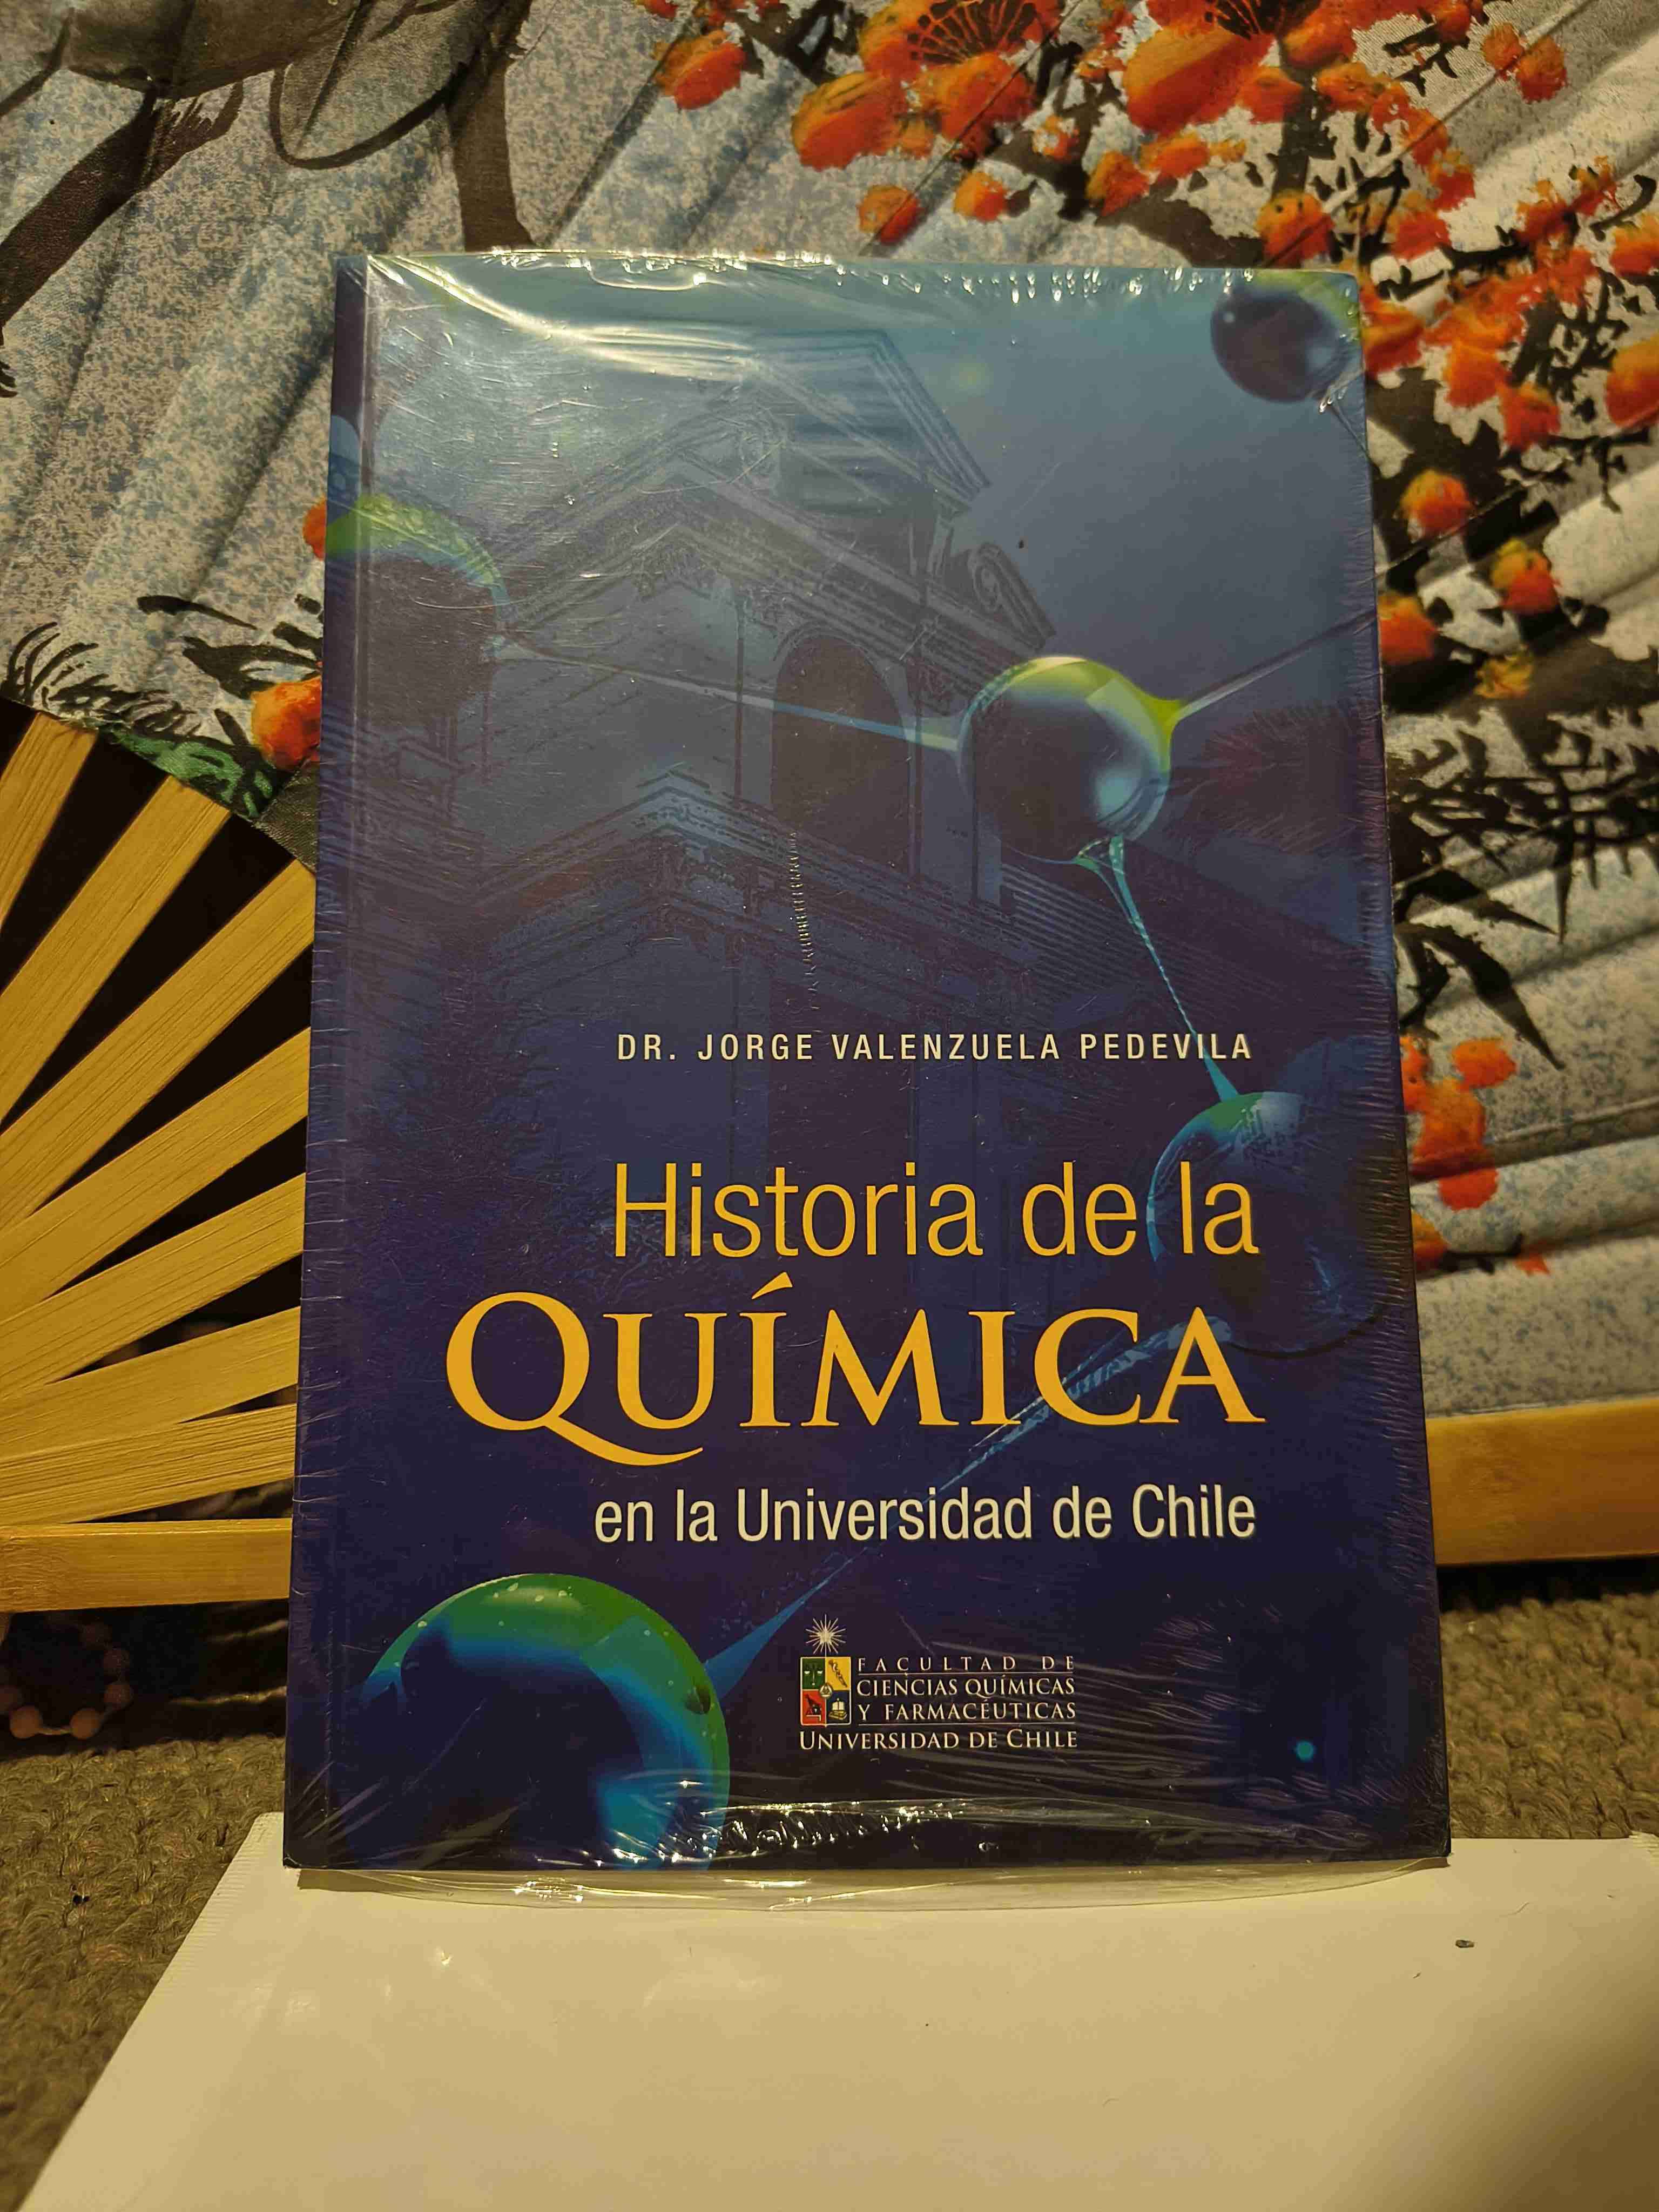 DR. JORGE VALENZUELA PEDEVILA
Historia de la
QUÍMICA
en la Universidad de Chile
FACULTAD DE
CIENCIAS QUÍMICAS
Y FARMACÉUTICAS
UNIVERSIDAD DE CHILE